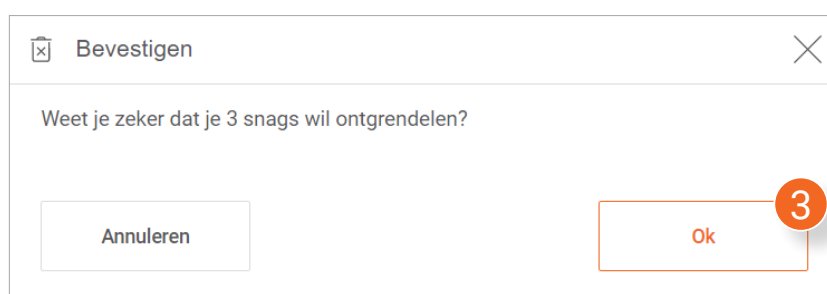 Bevestigen
Weet je zeker dat je 3 snags wil ontgrendelen?
Annuleren
Ok
3